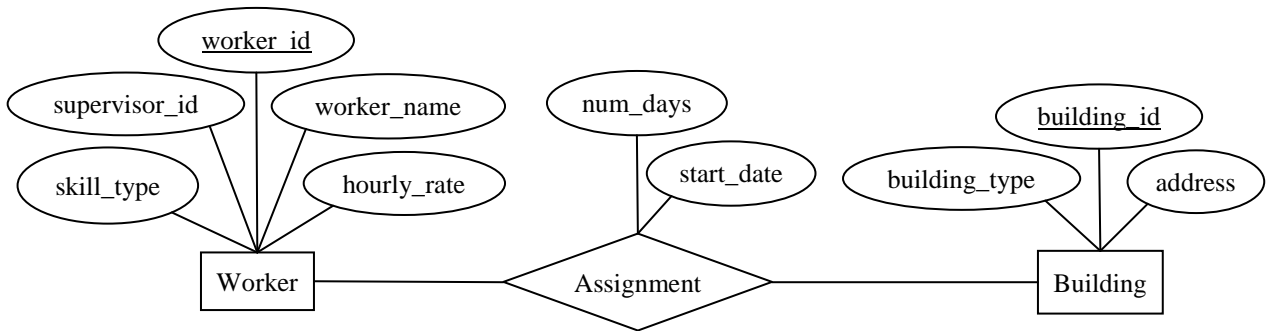 worker_id
supervisor_id
worker_name
skill_type
hourly_rate
Worker
num_days
start_date
Assignment
building_id
building_type
address
Building